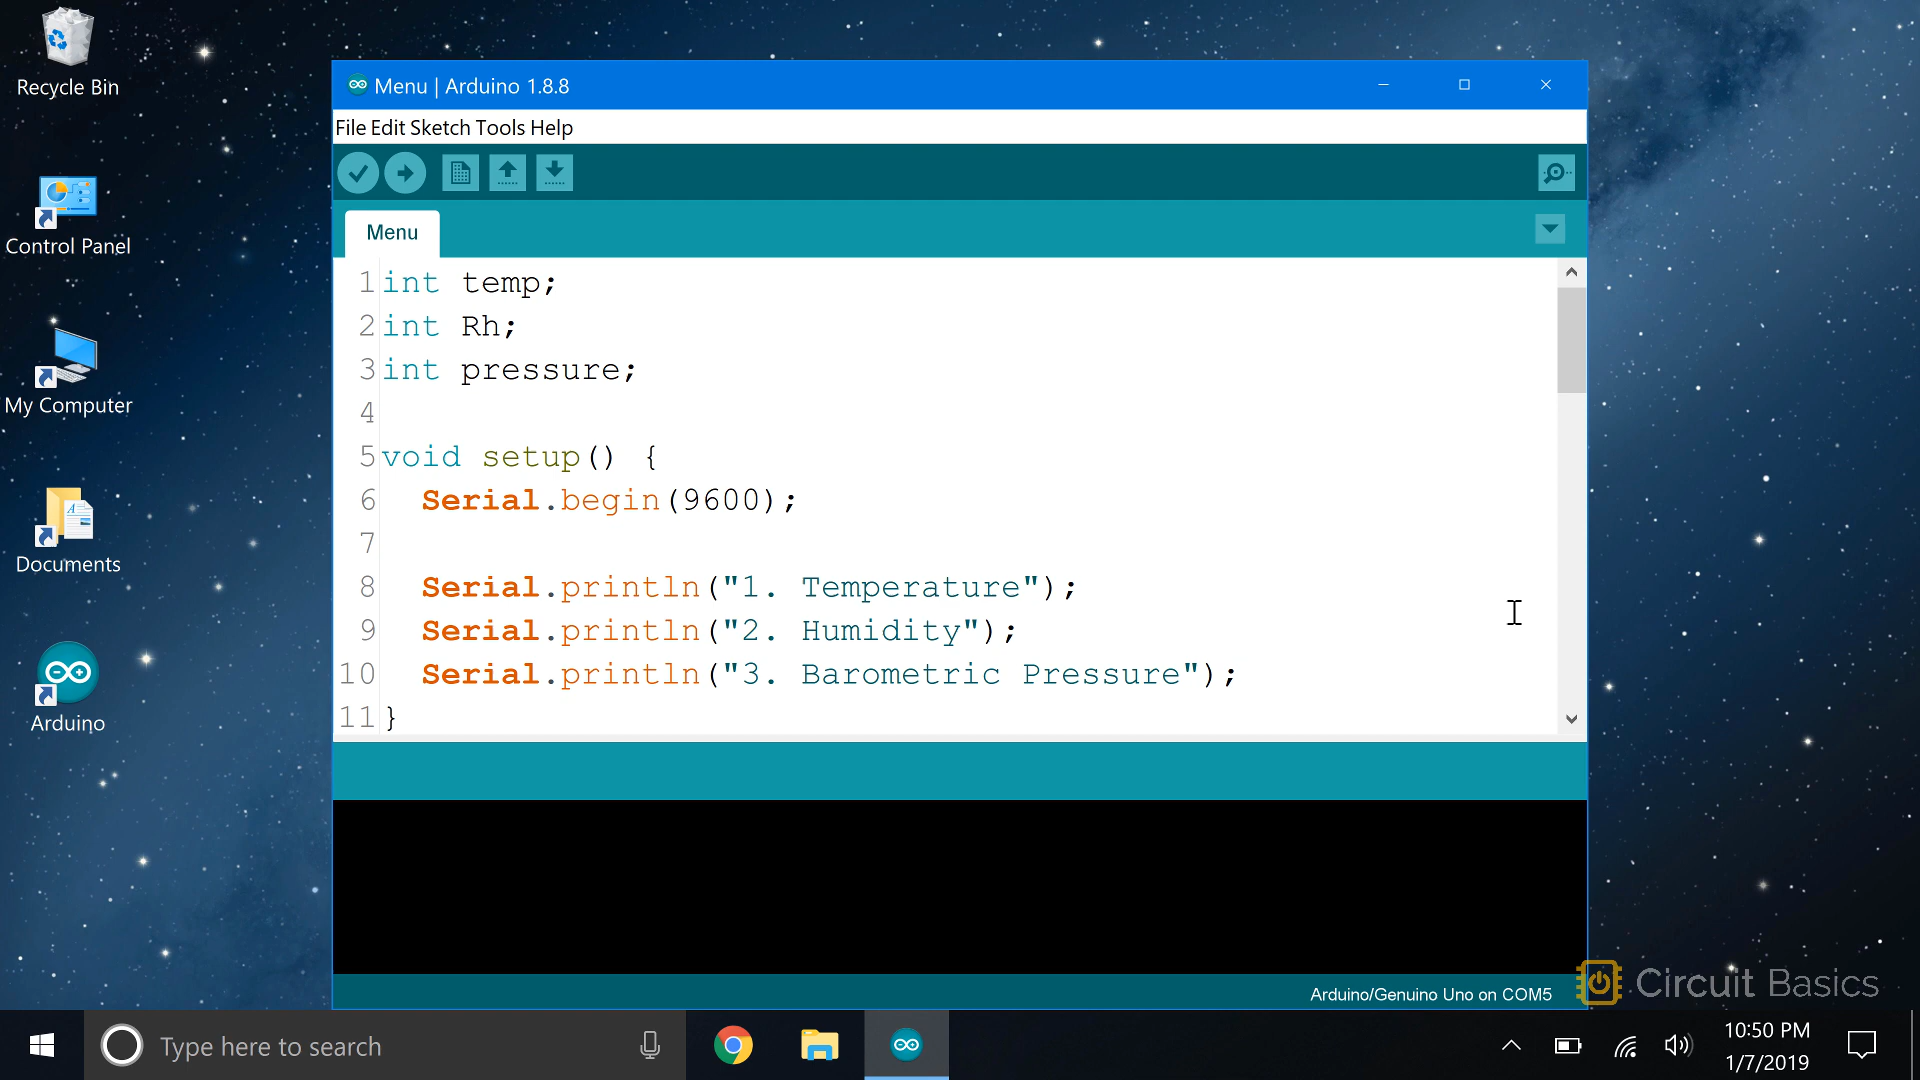 Recycle Bin
Control Panel
My Computer
Documents
Arduino
Menu | Arduino 1.8.8
File Edit Sketch Tools Help
Menu
1 int temp;
2 int Rh;
3 int pressure;
4
5 void setup() {
6 Serial.begin(9600);
7
8 Serial.println("1. Temperature");
9 Serial.println("2. Humidity");
10 Serial.println("3. Barometric Pressure");
11 }
Arduino/Genuino Uno on COM5
Circuit Basics
Type here to search
10:50 PM
1/7/2019